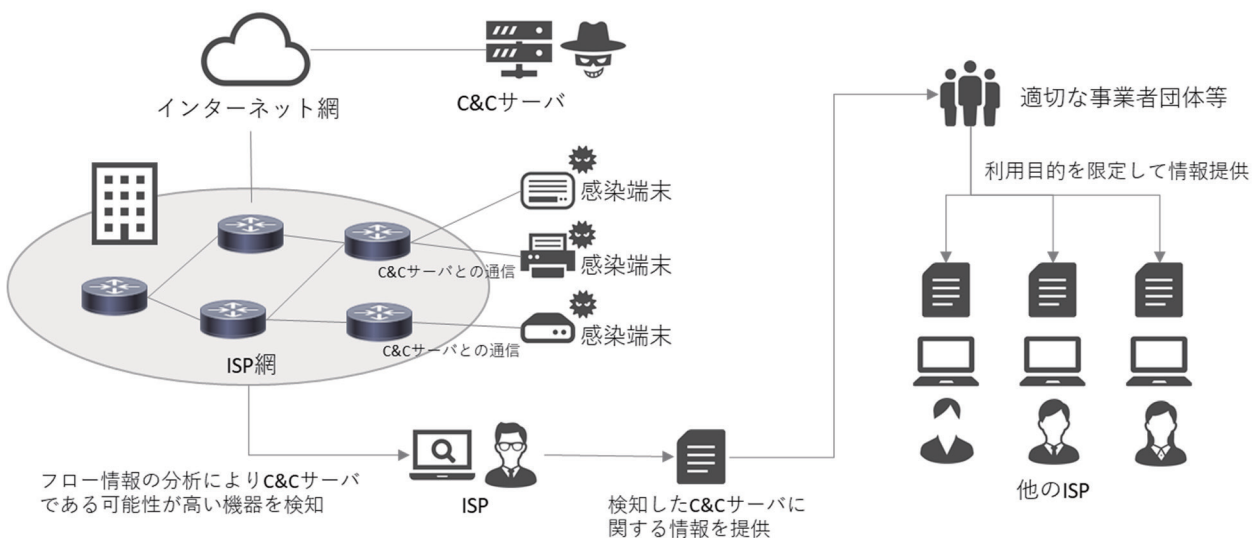 インターネット網
C&Cサーバ
適切な事業者団体等
利用目的を限定して情報提供
感染端末
感染端末
C&Cサーバとの通信
感染端末
C&Cサーバとの通信
ISP網
フロー情報の分析によりC&Cサーバ
である可能性が高い機器を検知
ISP
検知したC&Cサーバに
関する情報を提供
他のISP